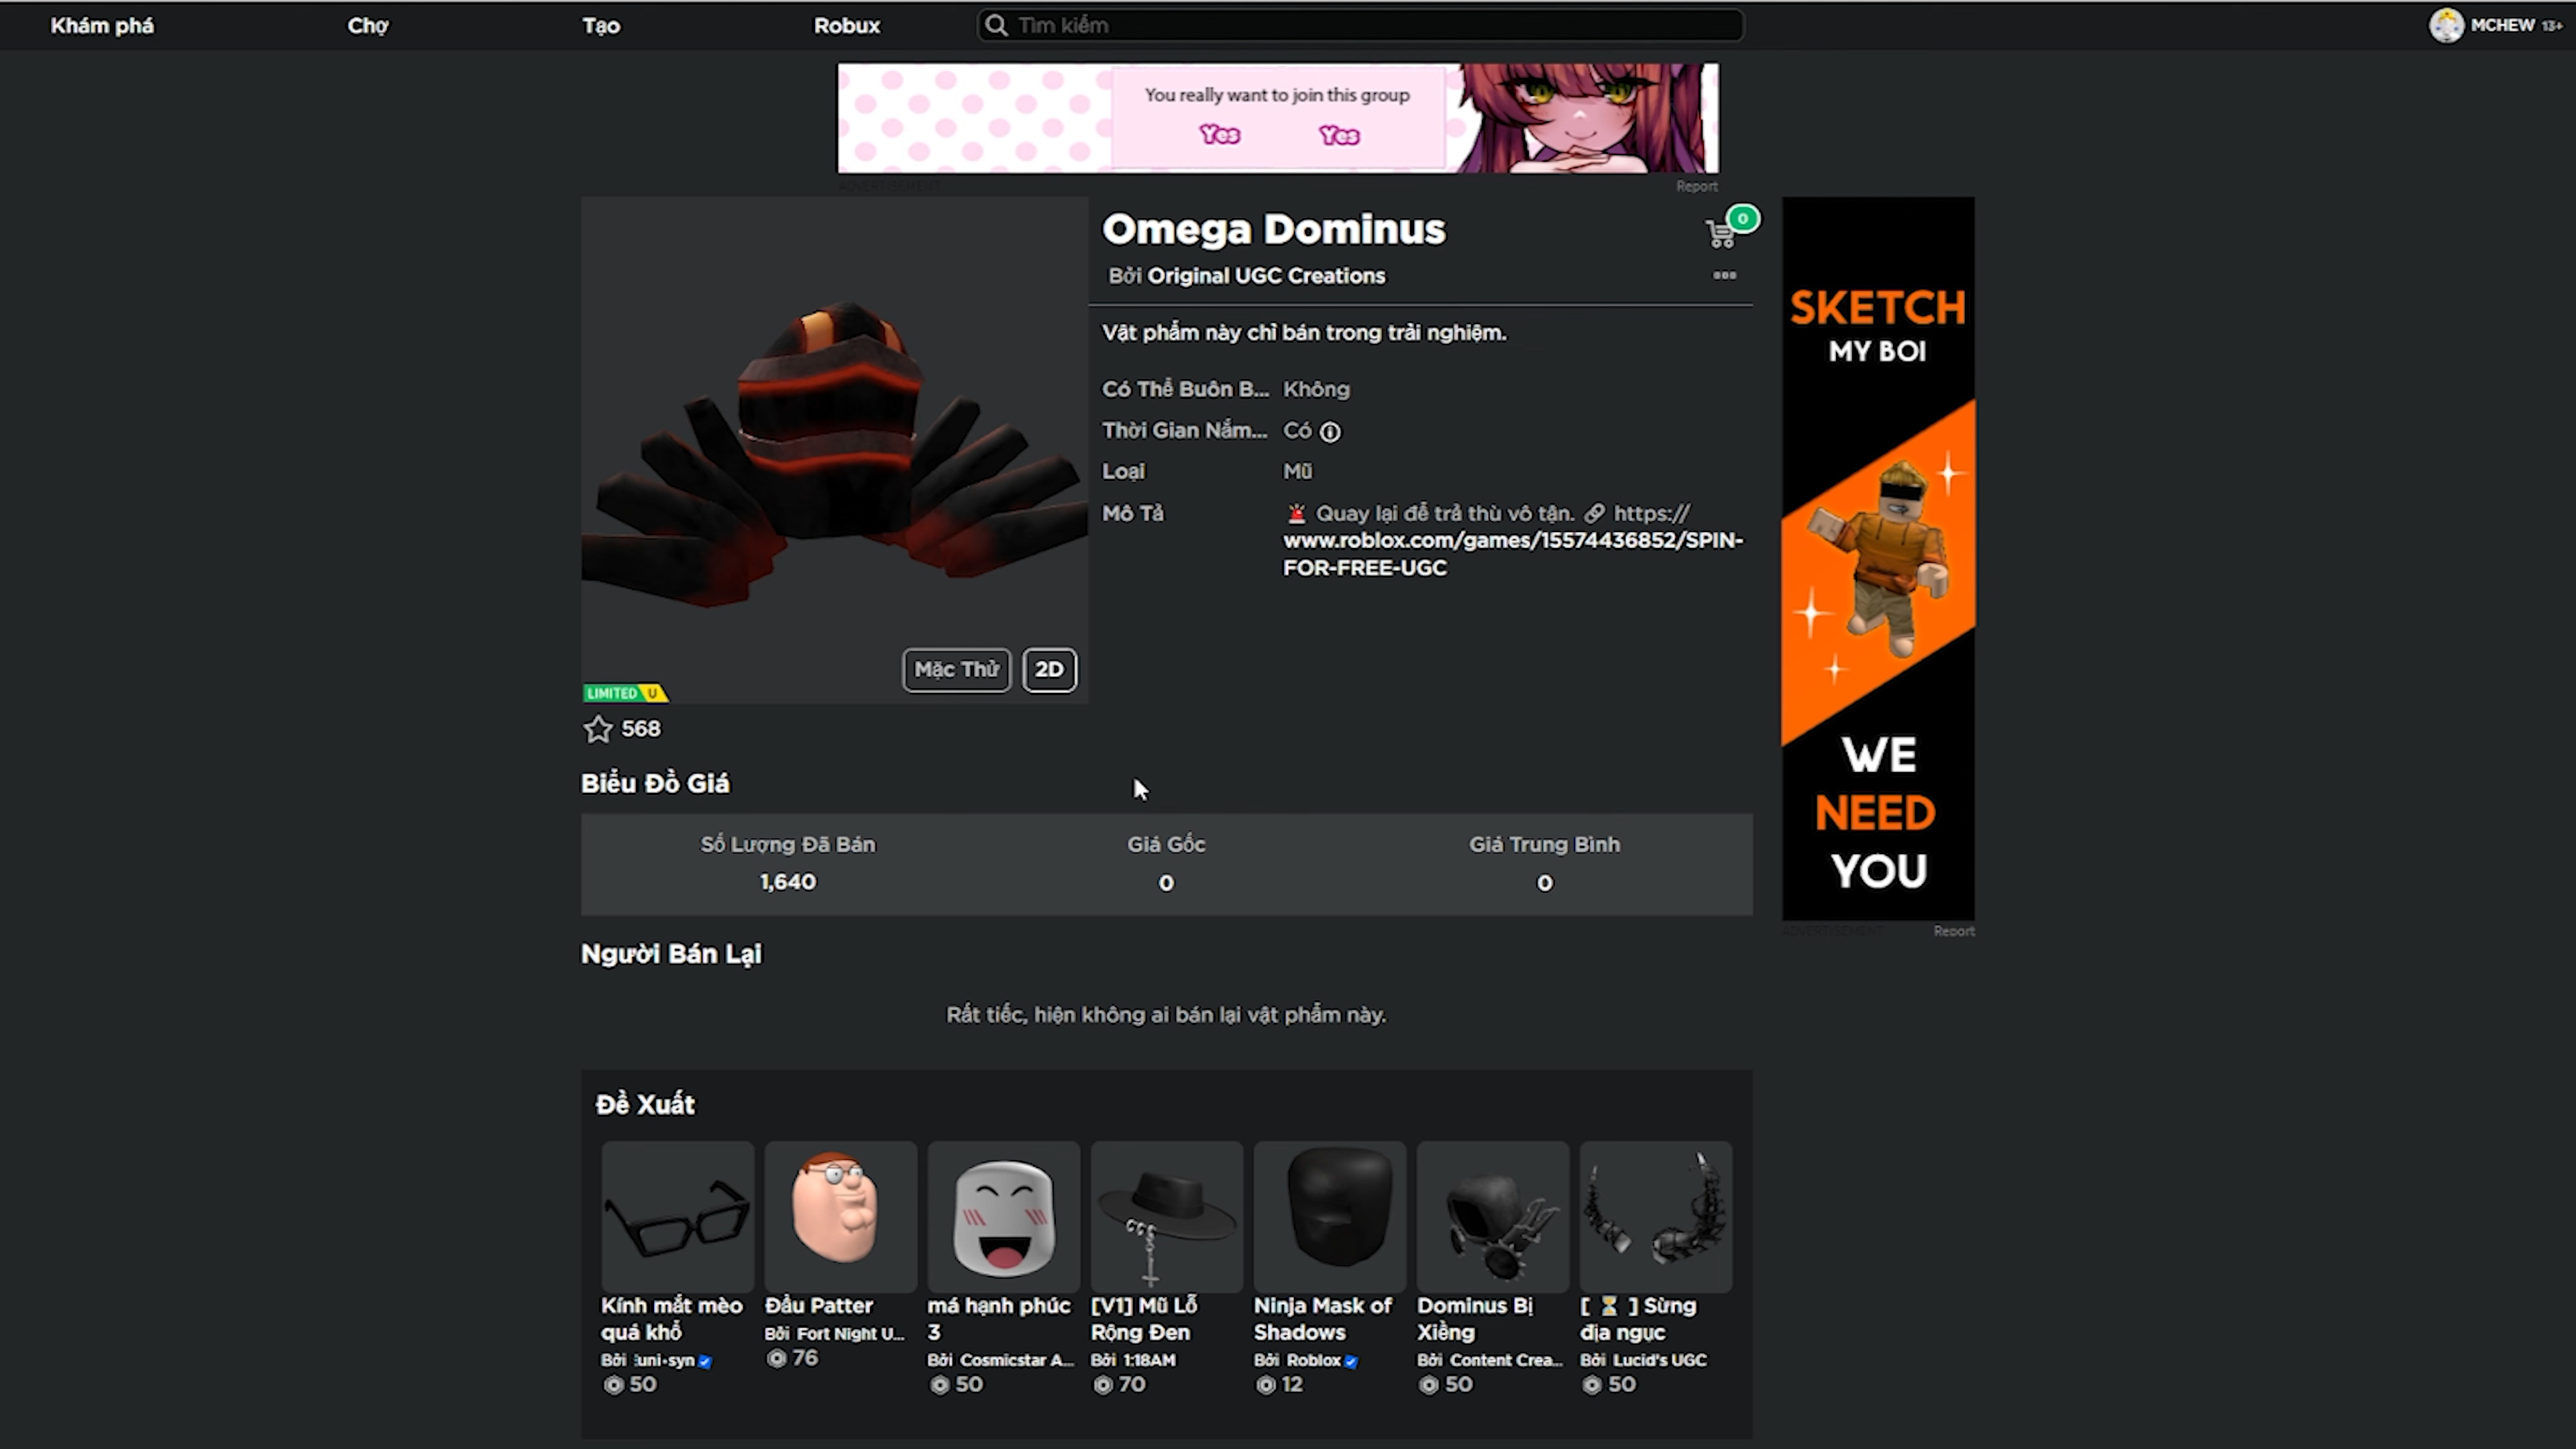 Khám phá
Chợ
Tạo
Robux
Tìm kiếm
MCHEW 13+
You really want to join this group
Yes Yes
ADVERTISEMENT
Report
Omega Dominus
0
Bởi Original UGC Creations
Vật phẩm này chỉ bán trong trải nghiệm.
Có Thể Buôn B... Không
Thời Gian Nắm... Có
Loại Mũ
Mô Tả 🚨 Quay lại để trả thù vô tận. 🔗 https://
www.roblox.com/games/15574436852/SPIN-
FOR-FREE-UGC
Mặc Thử 2D
LIMITED U
568
SKETCH
MY BOI
WE
NEED
YOU
ADVERTISEMENT
Report
Biểu Đồ Giá
Số Lượng Đã Bán
1,640
Giá Gốc
0
Giá Trung Bình
0
Người Bán Lại
Rất tiếc, hiện không ai bán lại vật phẩm này.
Đề Xuất
Kính mắt mèo
quá khổ
Bởi :uni-syn
50
Đầu Patter
Bởi Fort Night U...
76
má hạnh phúc
3
Bởi Cosmicstar A...
50
[V1] Mũ Lỗ
Rộng Đen
Bởi 1:18AM
70
Ninja Mask of
Shadows
Bởi Roblox
12
Dominus Bị
Xiềng
Bởi Content Crea...
50
[ ⏳ ] Sừng
địa ngục
Bởi Lucid's UGC
50